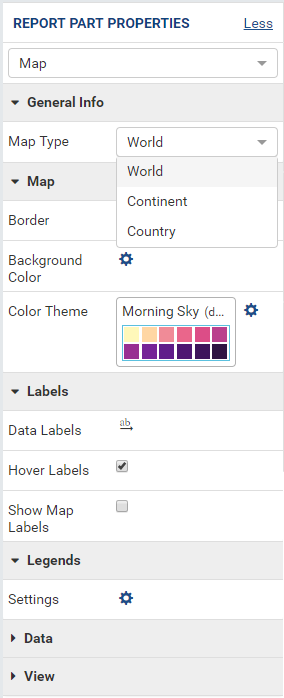 REPORT PART PROPERTIES Less
Map
General Info
Map Type World
World
Continent
Country
Map
Border
Background
Color
Color Theme Morning Sky (d...
Labels
Data Labels ab
Hover Labels
Show Map
Labels
Legends
Settings
Data
View